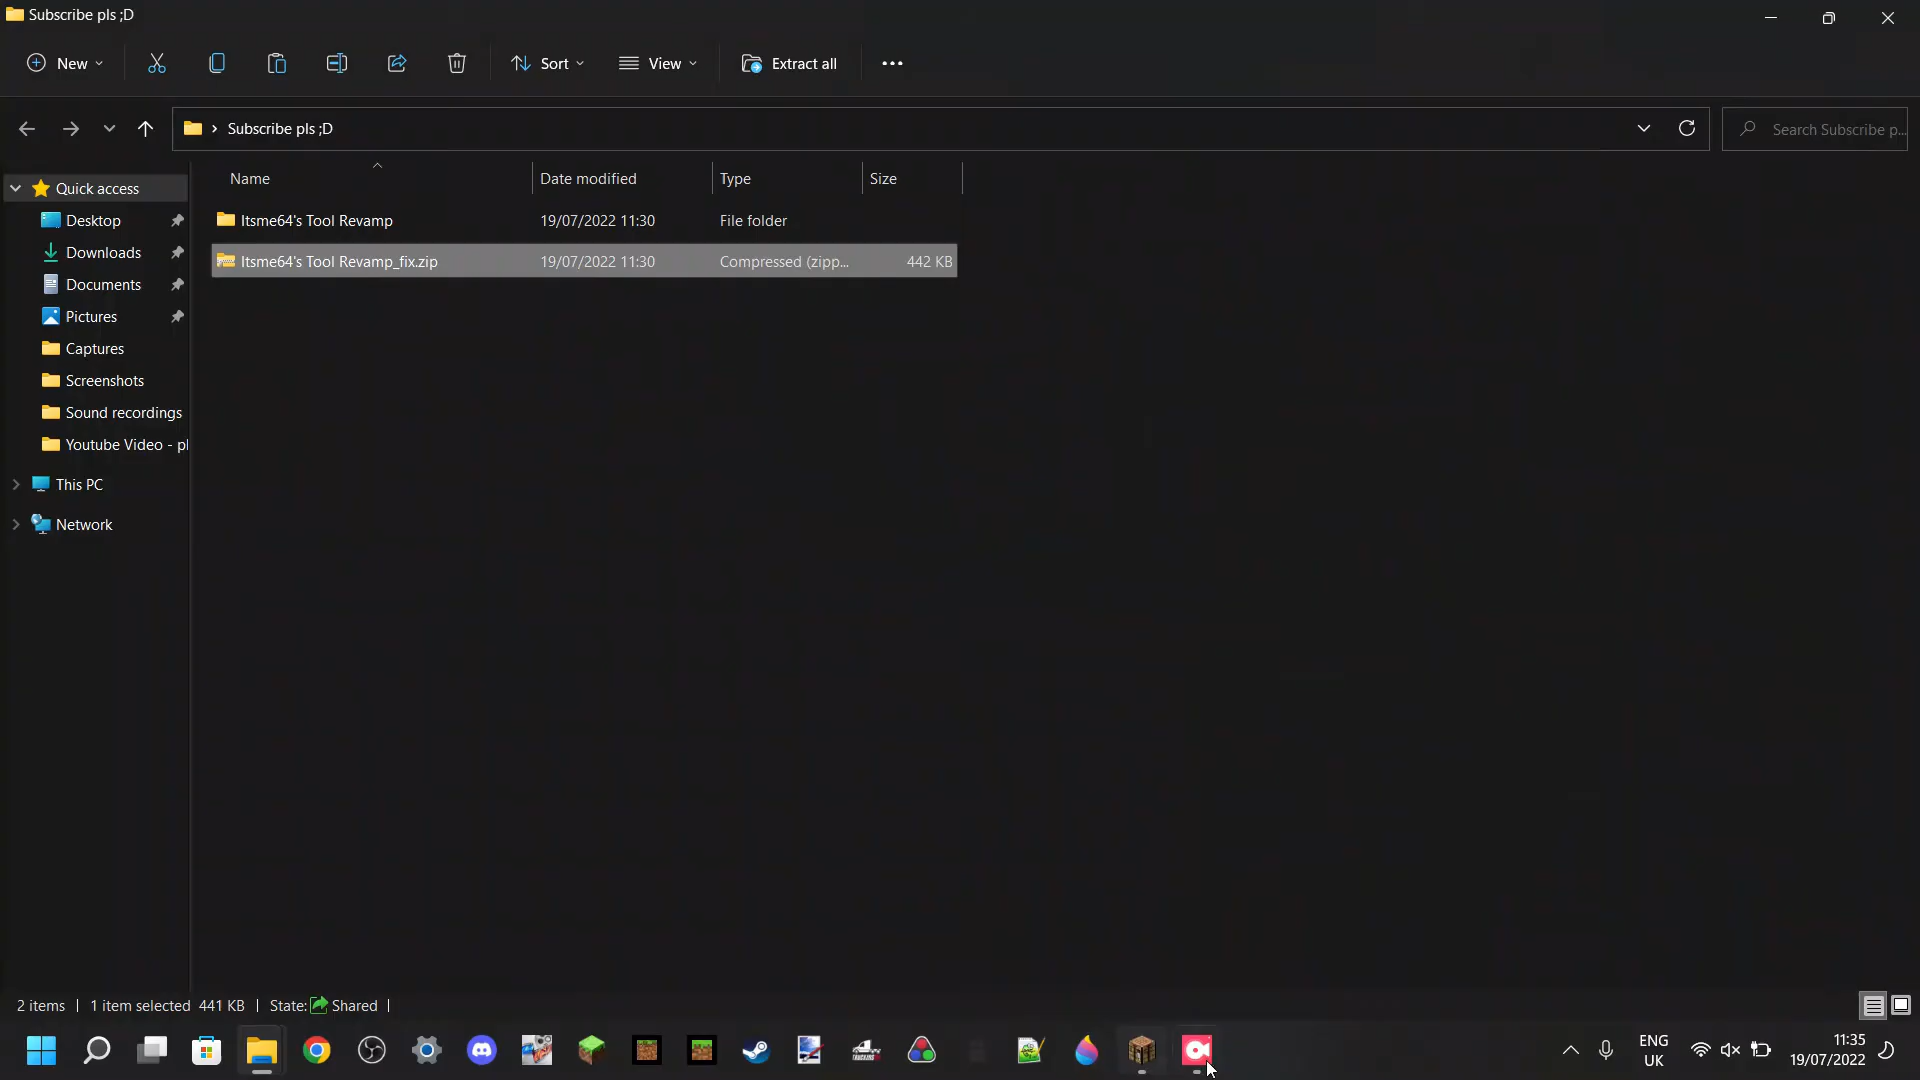 Subscribe pls ;D
New
Sort
View
Extract all
Subscribe pls ;D
Search Subscribe p...
Name
Date modified
Type
Size
Quick access
Desktop
Downloads
Documents
Pictures
Captures
Screenshots
Sound recordings
Youtube Video - pl
This PC
Network
Itsme64's Tool Revamp 19/07/2022 11:30 File folder
Itsme64's Tool Revamp_fix.zip 19/07/2022 11:30 Compressed (zipp... 442 KB
2 items 1 item selected 441 KB State: Shared
ENG
UK
11:35
19/07/2022